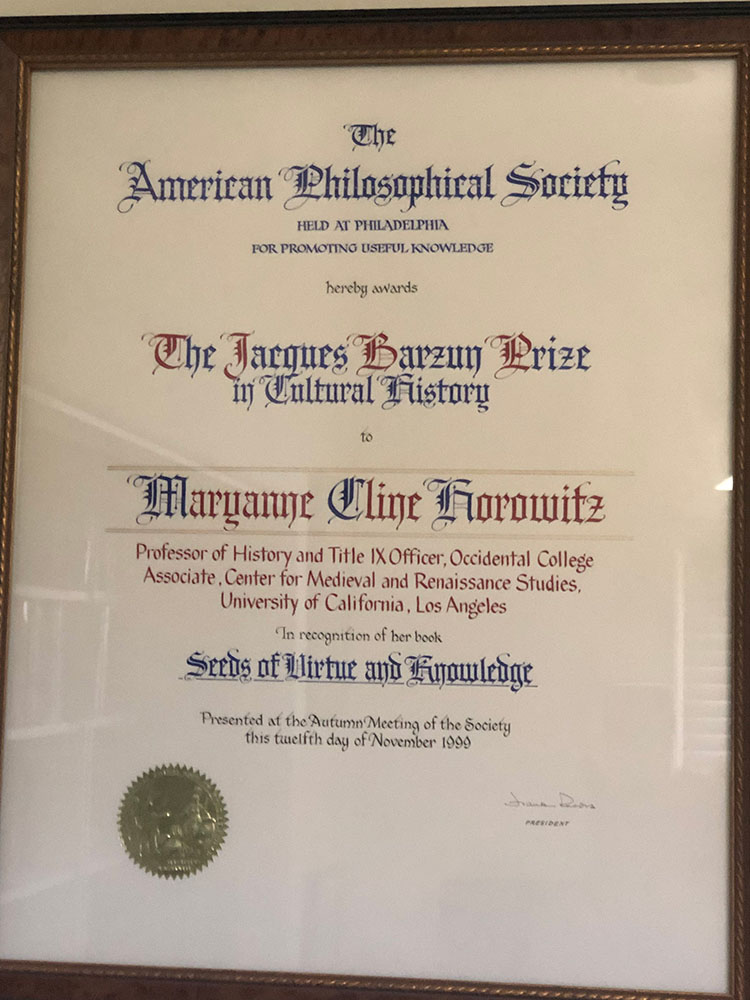 The
American Philosophical Society
HELD AT PHILADELPHIA
FOR PROMOTING USEFUL KNOWLEDGE
hereby awards
The Jacques Barzun Prize
in Cultural History
to
Maryanne Cline Horowitz
Professor of History and Title IX Officer, Occidental College
Associate, Center for Medieval and Renaissance Studies,
University of California, Los Angeles
In recognition of her book
Seeds of Virtue and Knowledge
Presented at the Autumn Meeting of the Society
this twelfth day of November 1999
PRESIDENT